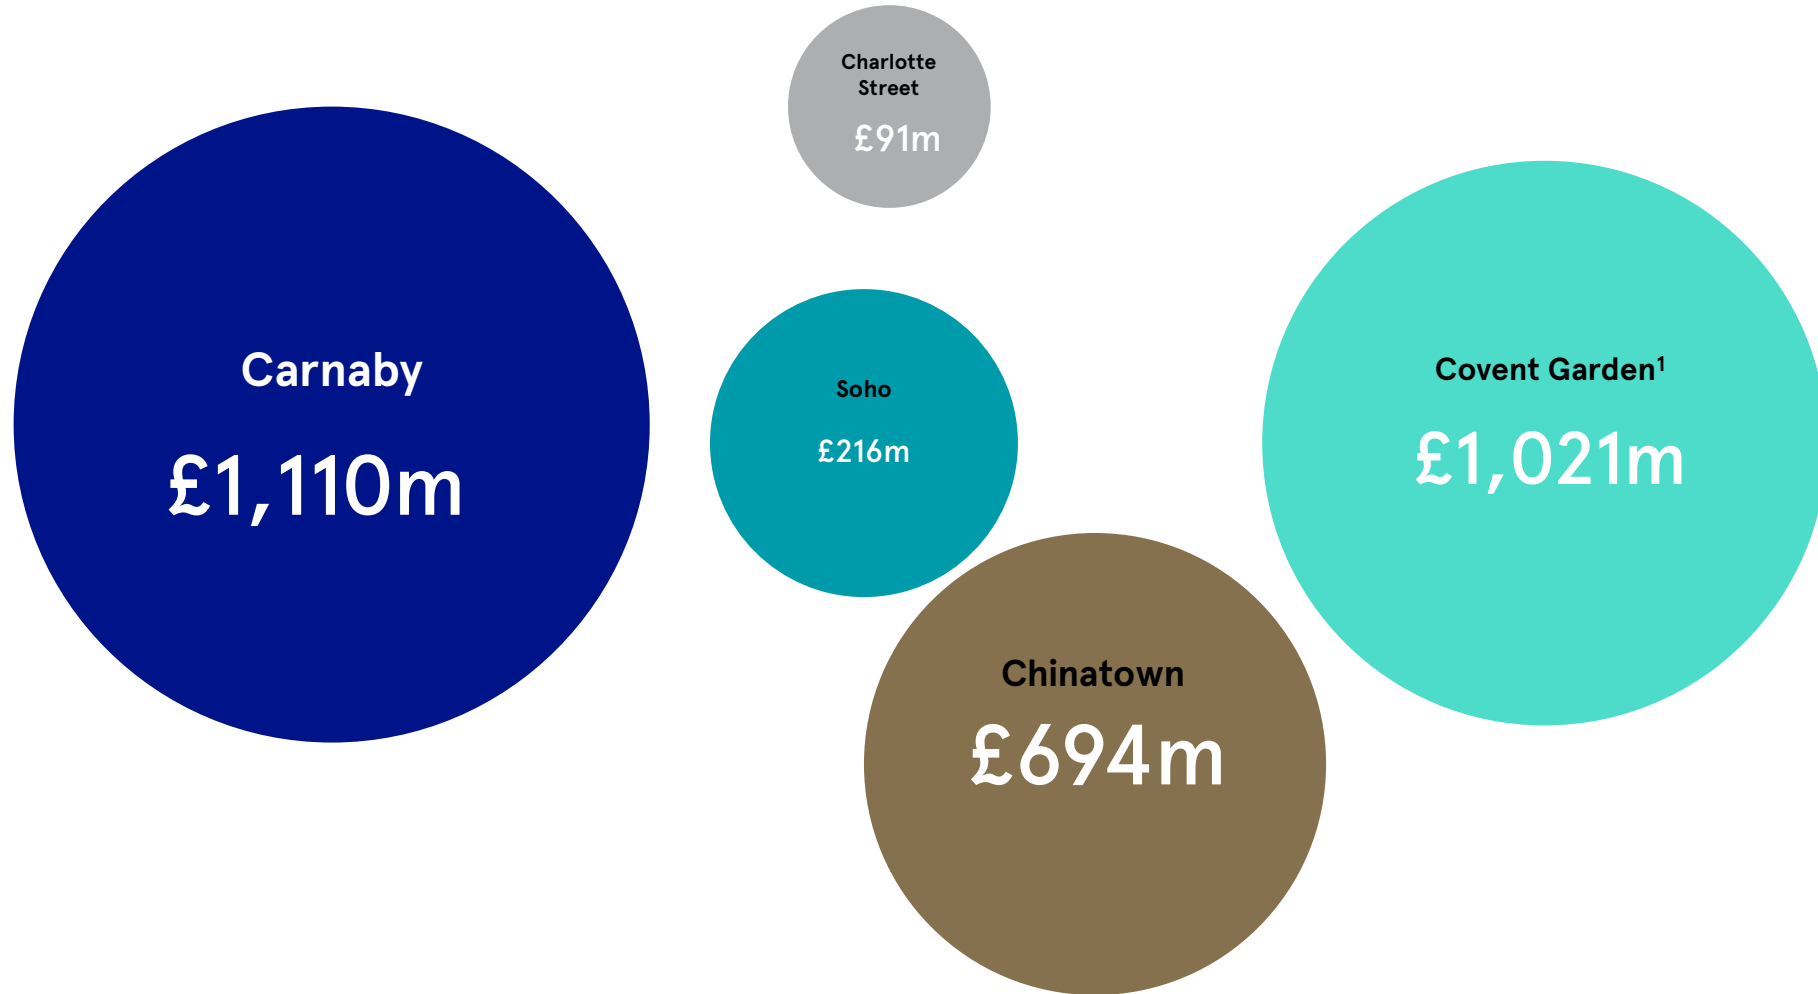 Charlotte
Street
£91m
Carnaby
£1,110m
Soho
£216m
Covent Garden¹
£1,021m
Chinatown
£694m